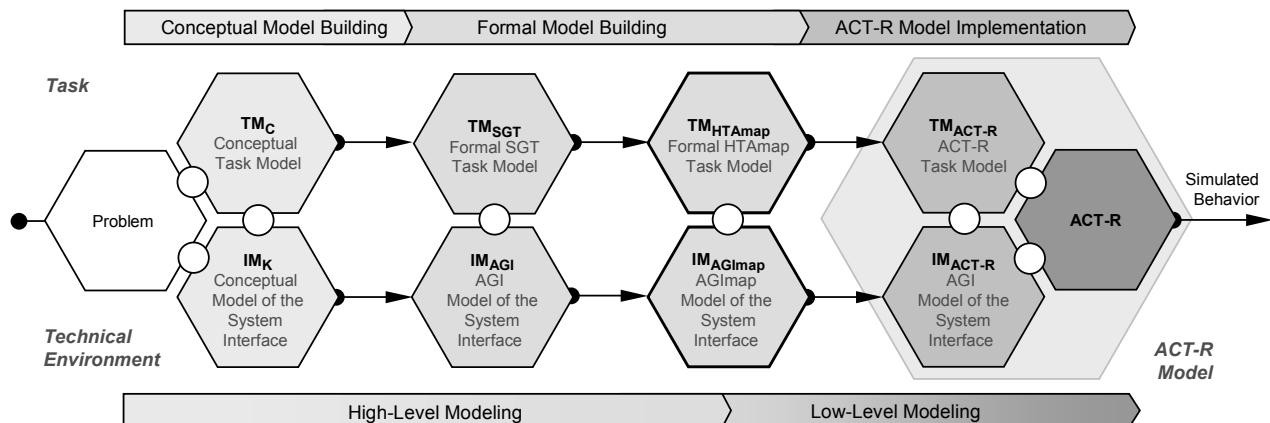 Conceptual Model Building
Formal Model Building
ACT-R Model Implementation
Task
TMC
Conceptual
Task Model
TMSGT
Formal SGT
Task Model
TMHTAmap
Formal HTAmap
Task Model
TMACT-R
ACT-R
Task Model
Problem
ACT-R
Simulated
Behavior
IMK
Conceptual
Model of the
System
Interface
IMAGI
AGI
Model of the
System
Interface
IMAGImap
AGImap
Model of the
System
Interface
IMACT-R
AGI
Model of the
System
Interface
Technical
Environment
ACT-R
Model
High-Level Modeling
Low-Level Modeling